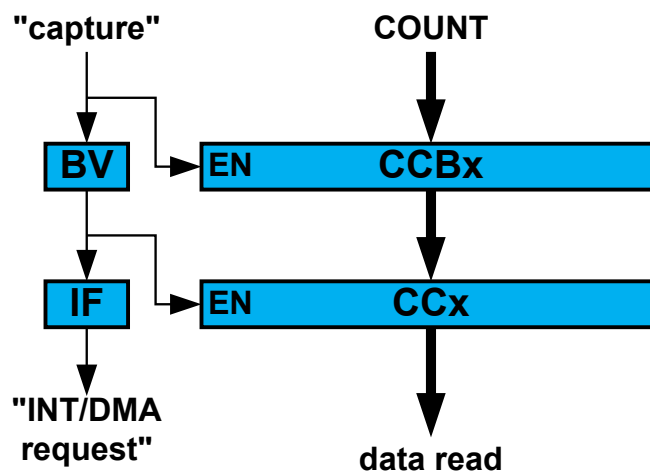 "capture"
COUNT
BV
EN
CCBx
IF
EN
CCx
"INT/DMA
request"
data read